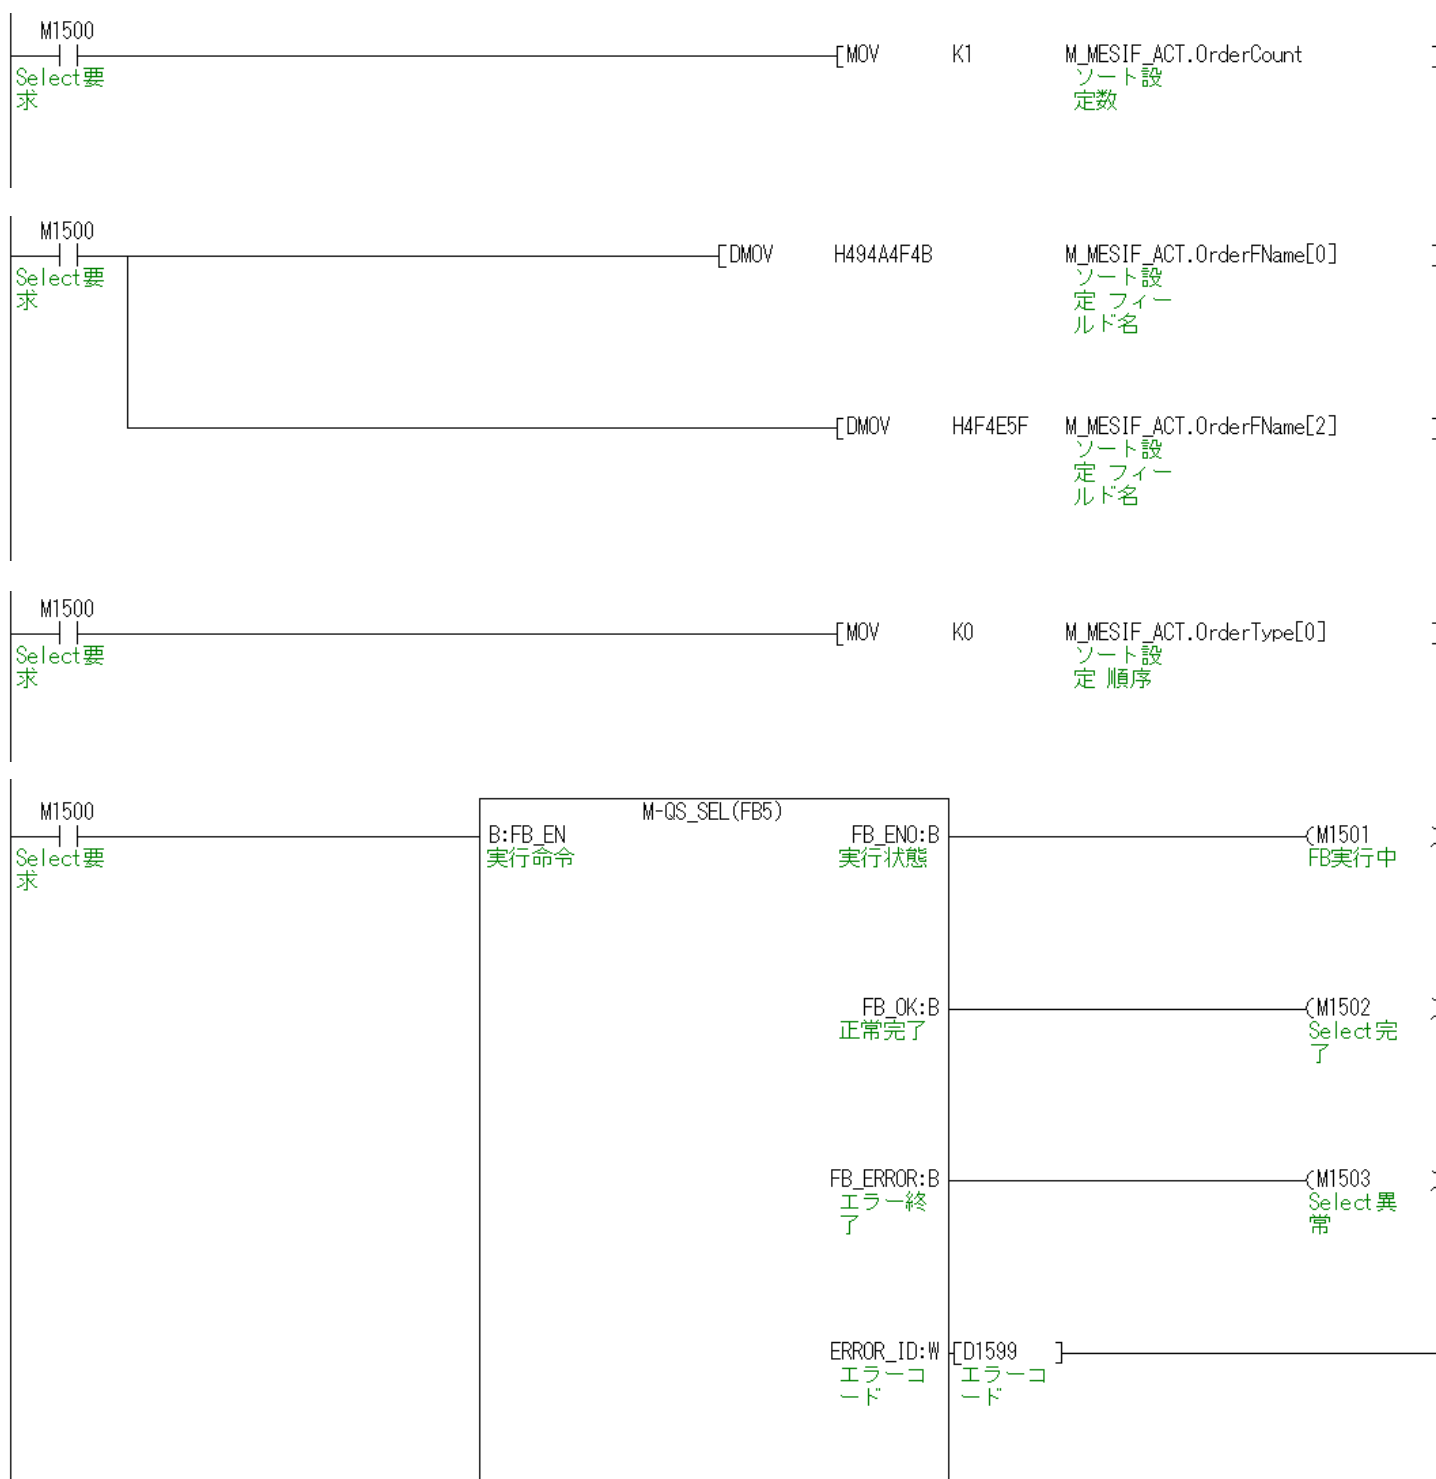 M1500
[MOV K1 M_MESIF_ACT.OrderCount ]
Select要
求
ソート設
定数
M1500
[DMOV H494A4F4B M_MESIF_ACT.OrderFName[0] ]
Select要
求
ソート設
定 フィー
ルド名
[DMOV H4F4E5F M_MESIF_ACT.OrderFName[2] ]
ソート設
定 フィー
ルド名
M1500
[MOV K0 M_MESIF_ACT.OrderType[0] ]
Select要
求
ソート設
定 順序
M1500
M-QS_SEL(FB5)
B:FB_EN
実行命令
FB_ENO:B
実行状態
(M1501 )
FB実行中
Select要
求
FB_OK:B
正常完了
(M1502 )
Select完
了
FB_ERROR:B
エラー終
了
(M1503 )
Select異
常
ERROR_ID:W
エラーコ
ード
[D1599 ]
エラーコ
ード